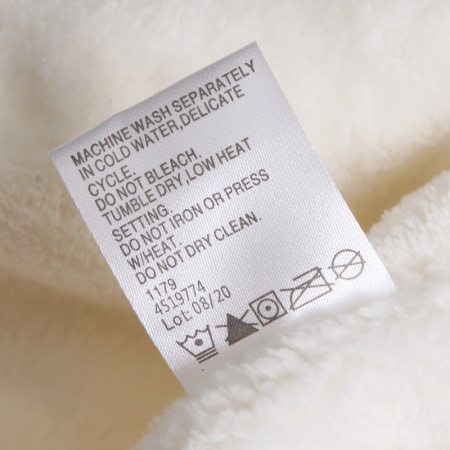 MACHINE WASH SEPARATELY
IN COLD WATER,DELICATE
CYCLE.
DO NOT BLEACH.
TUMBLE DRY,LOW HEAT
SETTING.
DO NOT IRON OR PRESS
W/HEAT.
DO NOT DRY CLEAN.
1179
4519774
Lot: 08/20